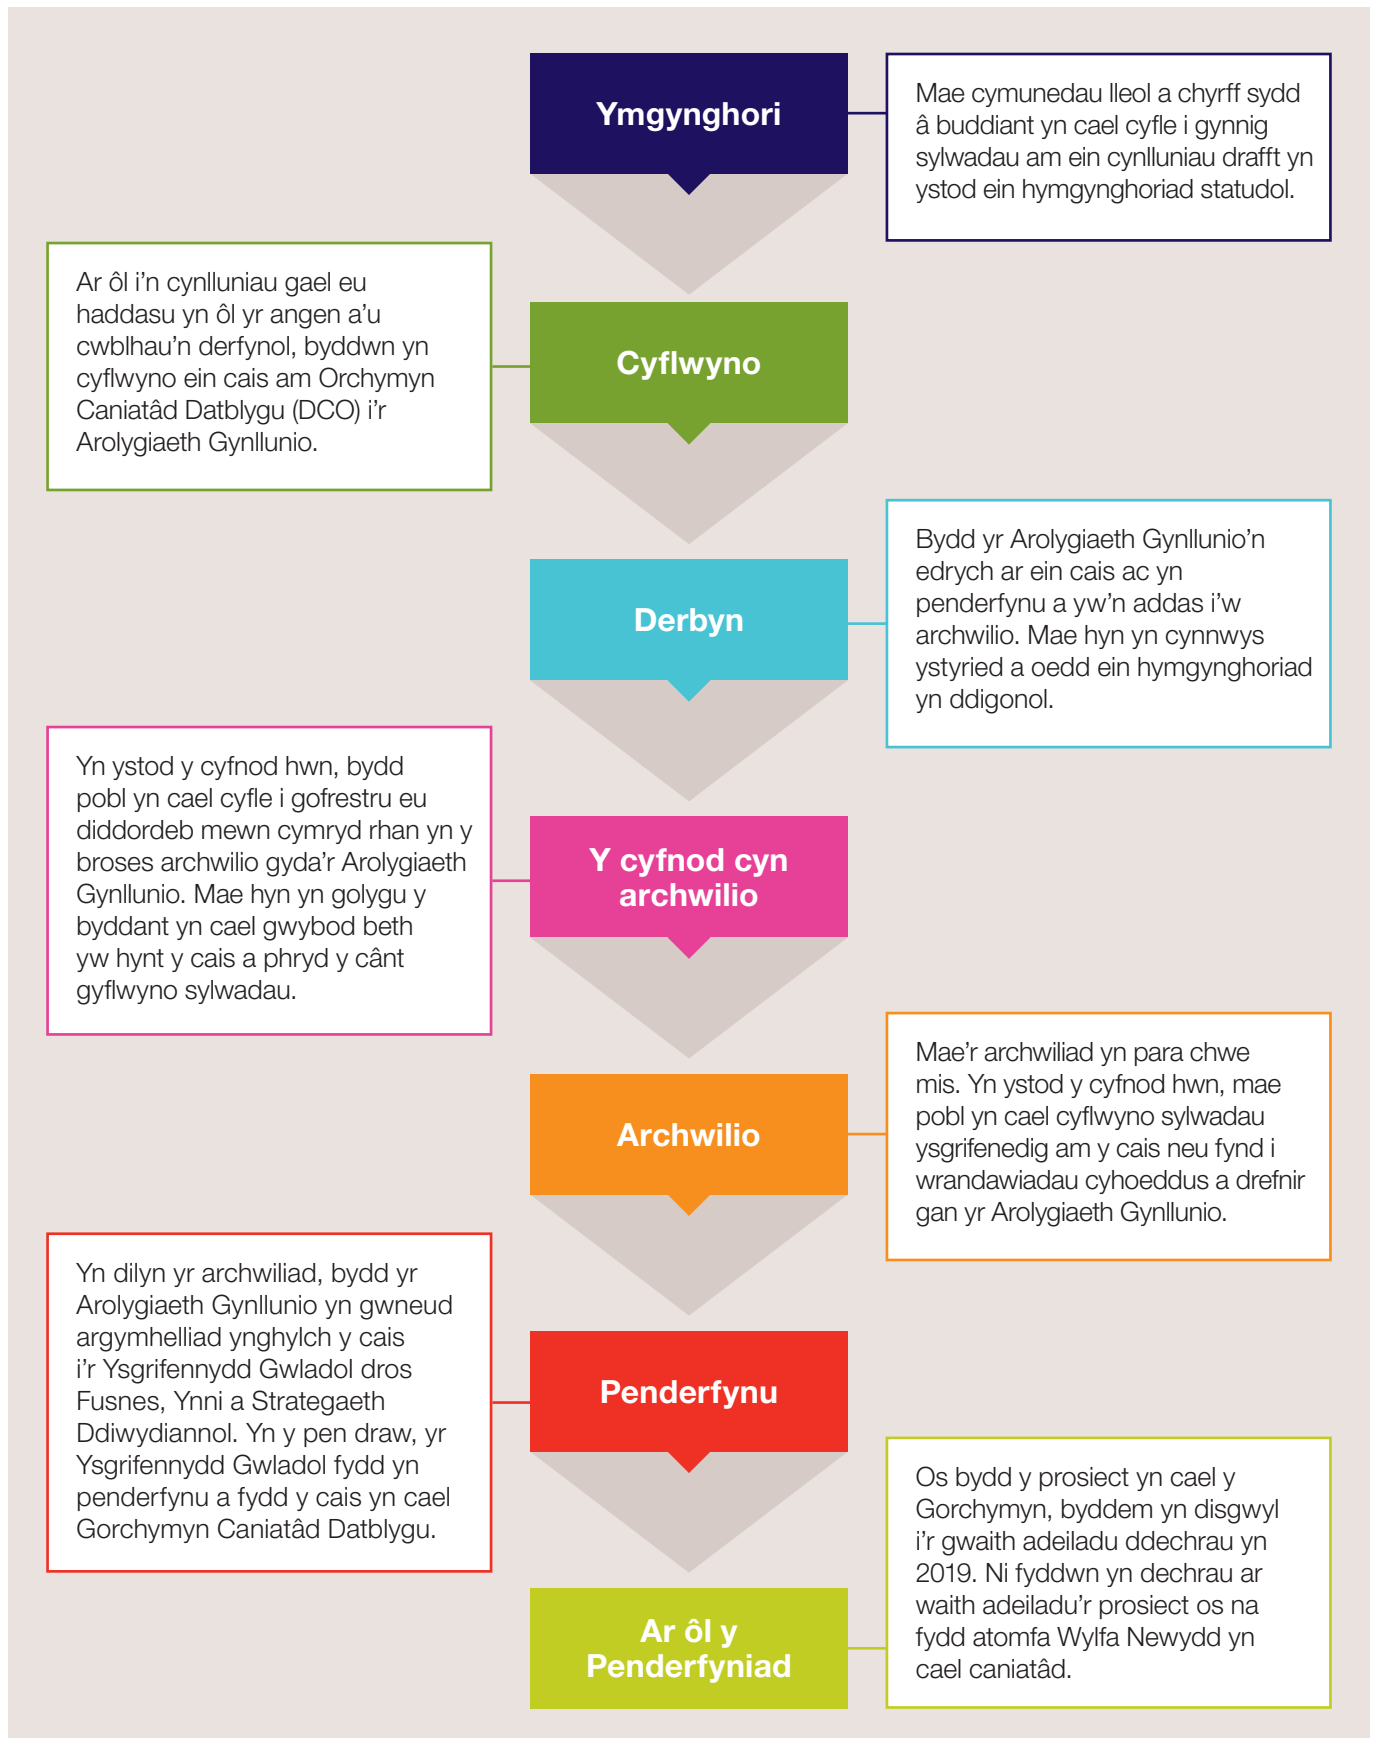 Ymgynghori
Mae cymunedau lleol a chyrff sydd
â buddiant yn cael cyfle i gynnig
sylwadau am ein cynlluniau drafft yn
ystod ein hymgynghoriad statudol.
Cyflwyno
Ar ôl i’n cynlluniau gael eu
haddasu yn ôl yr angen a’u
cwblhau’n derfynol, byddwn yn
cyflwyno ein cais am Orchymyn
Caniatâd Datblygu (DCO) i’r
Arolygiaeth Gynllunio.
Derbyn
Bydd yr Arolygiaeth Gynllunio’n
edrych ar ein cais ac yn
penderfynu a yw’n addas i’w
archwilio. Mae hyn yn cynnwys
ystyried a oedd ein hymgynghoriad
yn ddigonol.
Y cyfnod cyn
archwilio
Yn ystod y cyfnod hwn, bydd
pobl yn cael cyfle i gofrestru eu
diddordeb mewn cymryd rhan yn y
broses archwilio gyda’r Arolygiaeth
Gynllunio. Mae hyn yn golygu y
byddant yn cael gwybod beth
yw hynt y cais a phryd y cânt
gyflwyno sylwadau.
Archwilio
Mae’r archwiliad yn para chwe
mis. Yn ystod y cyfnod hwn, mae
pobl yn cael cyflwyno sylwadau
ysgrifenedig am y cais neu fynd i
wrandawiadau cyhoeddus a drefnir
gan yr Arolygiaeth Gynllunio.
Penderfynu
Yn dilyn yr archwiliad, bydd yr
Arolygiaeth Gynllunio yn gwneud
argymhelliad ynghylch y cais
i’r Ysgrifennydd Gwladol dros
Fusnes, Ynni a Strategaeth
Ddiwydiannol. Yn y pen draw, yr
Ysgrifennydd Gwladol fydd yn
penderfynu a fydd y cais yn cael
Gorchymyn Caniatâd Datblygu.
Ar ôl y
Penderfyniad
Os bydd y prosiect yn cael y
Gorchymyn, byddem yn disgwyl
i’r gwaith adeiladu ddechrau yn
2019. Ni fyddwn yn dechrau ar
waith adeiladu’r prosiect os na
fydd atomfa Wylfa Newydd yn
cael caniatâd.